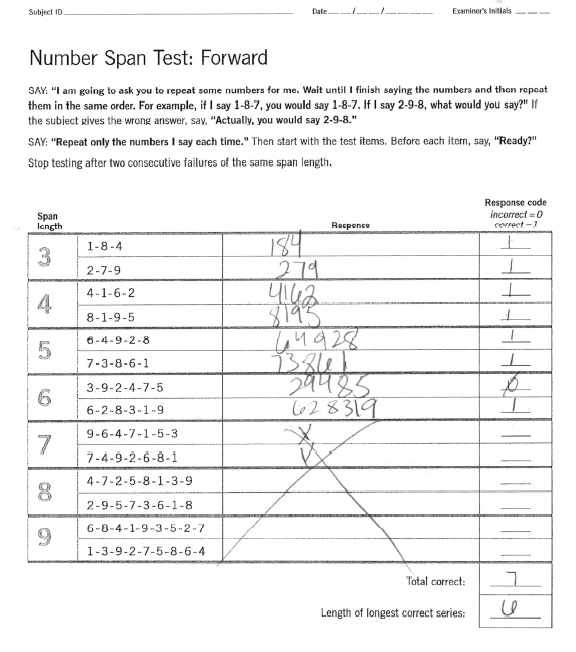 Subject ID
Date / /
Examiner's Initials
Number Span Test: Forward
SAY: "I am going to ask you to repeat some numbers for me. Wait until I finish saying the numbers and then repeat
them in the same order. For example, if I say 1-8-7, you would say 1-8-7. If I say 2-9-8, what would you say?" If
the subject gives the wrong answer, say, "Actually, you would say 2-9-8."
SAY: "Repeat only the numbers I say each time." Then start with the test items. Before each item, say, "Ready?"
Stop testing after two consecutive failures of the same span length.
Span length
Response
Response code incorrect = 0 correct = 1
3 1-8-4 184 1
2-7-9 279 1
4 4-1-6-2 4162 1
8-1-9-5 8195 1
5 6-4-9-2-8 64928 1
7-3-8-6-1 73861 1
6 3-9-2-4-7-5 29485 0
6-2-8-3-1-9 628319 1
7 9-6-4-7-1-5-3 X
7-4-9-2-6-8-1
8 4-7-2-5-8-1-3-9
2-9-5-7-3-6-1-8
9 6-8-4-1-9-3-5-2-7
1-3-9-2-7-5-8-6-4
Total correct: 7
Length of longest correct series: 6